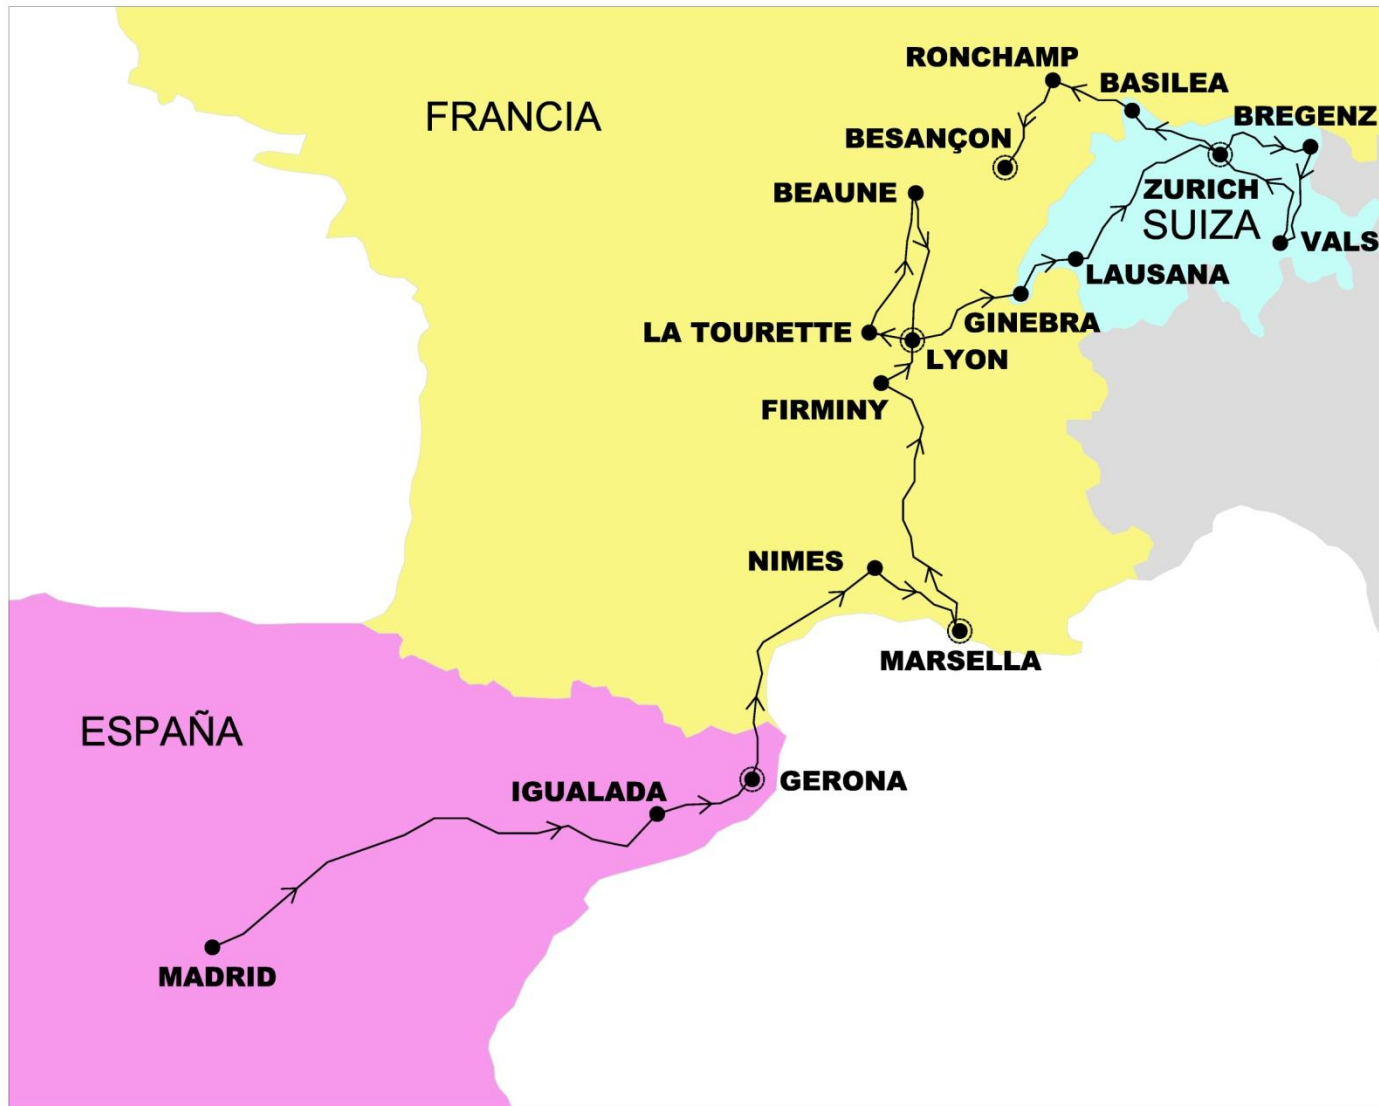 RONCHAMP
BASILEA
FRANCIA
BREGENZ
BESANÇON
BEAUNE
ZURICH
SUIZA
VALS
LAUSANA
GINEBRA
LA TOURETTE
LYON
FIRMINY
NIMES
MARSELLA
ESPAÑA
GERONA
IGUALADA
MADRID